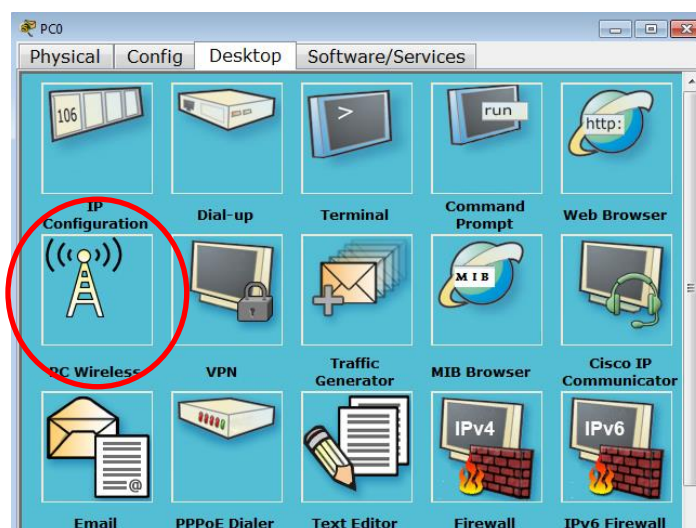 PC0
Physical Config Desktop Software/Services
106
>
run
http:
IP
Configuration
Dial-up
Terminal
Command
Prompt
Web Browser
MIB
PC Wireless
VPN
Traffic
Generator
MIB Browser
Cisco IP
Communicator
@
IPv4
IPv6
Email
PPPoE Dialer
Text Editor
Firewall
IPv6 Firewall